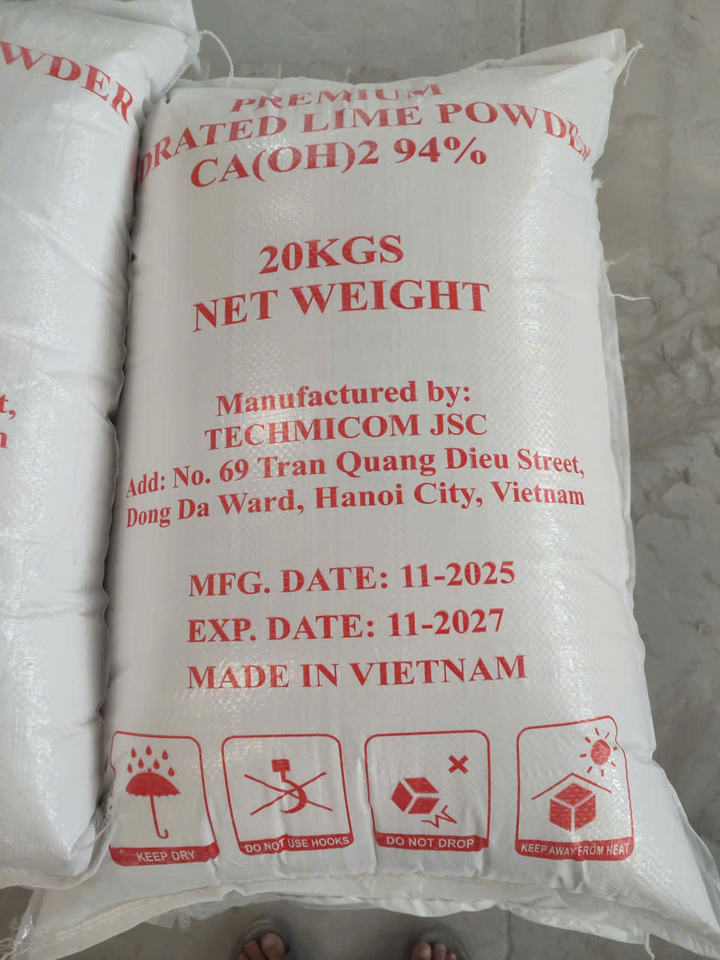 WDER
t,
PREMIUM
DRATED LIME POWDER
CA(OH)2 94%
20KGS
NET WEIGHT
Manufactured by:
TECHMICOM JSC
Add: No. 69 Tran Quang Dieu Street,
Dong Da Ward, Hanoi City, Vietnam
MFG. DATE: 11-2025
EXP. DATE: 11-2027
MADE IN VIETNAM
KEEP DRY
DO NOT USE HOOKS
DO NOT DROP
KEEP AWAY FROM HEAT